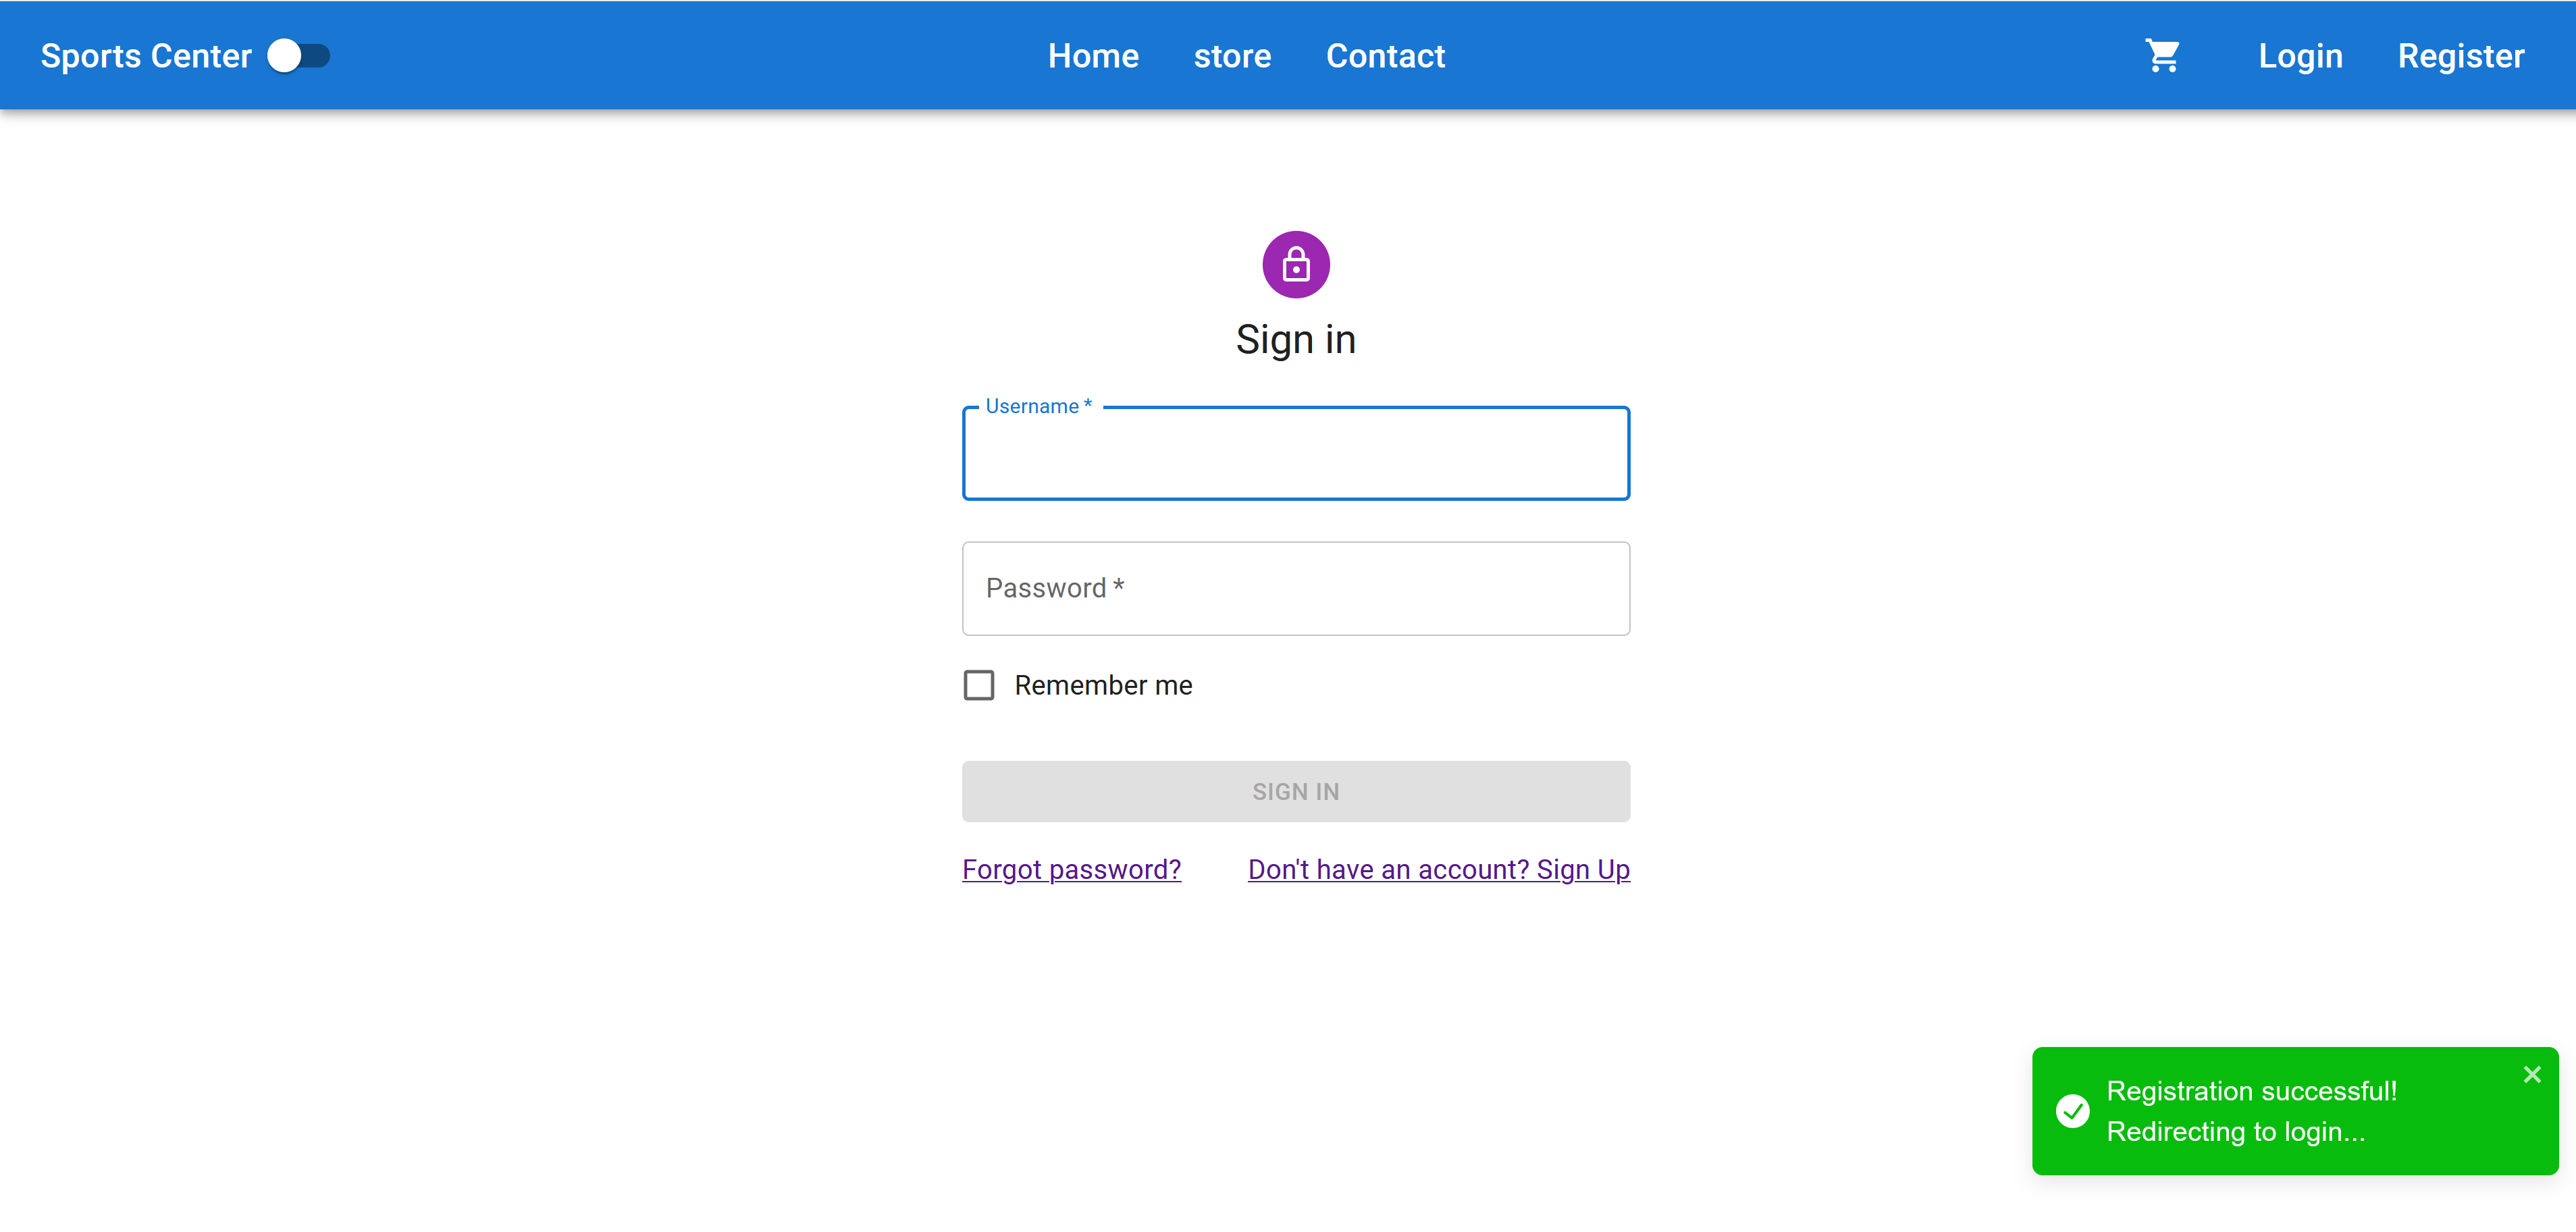 Sports Center
Home store Contact
Login Register
Sign in
Username *
Password *
Remember me
SIGN IN
Forgot password? Don't have an account? Sign Up
Registration successful!
Redirecting to login...